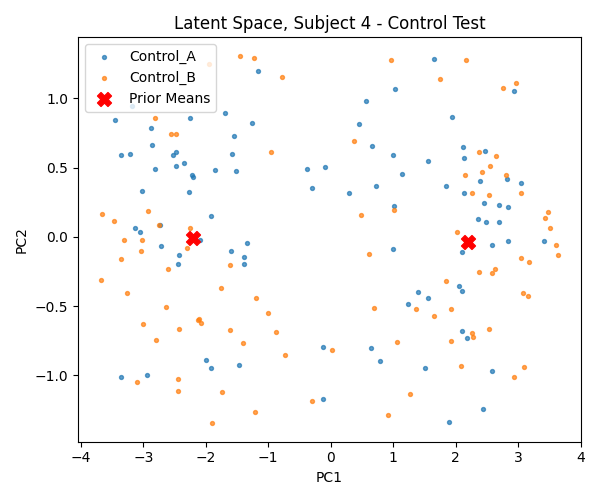 Latent Space, Subject 4 - Control Test
Control_A
Control_B
Prior Means
1.0
0.5
0.0
−0.5
−1.0
PC2
−4
−3
−2
−1
0
1
2
3
4
PC1